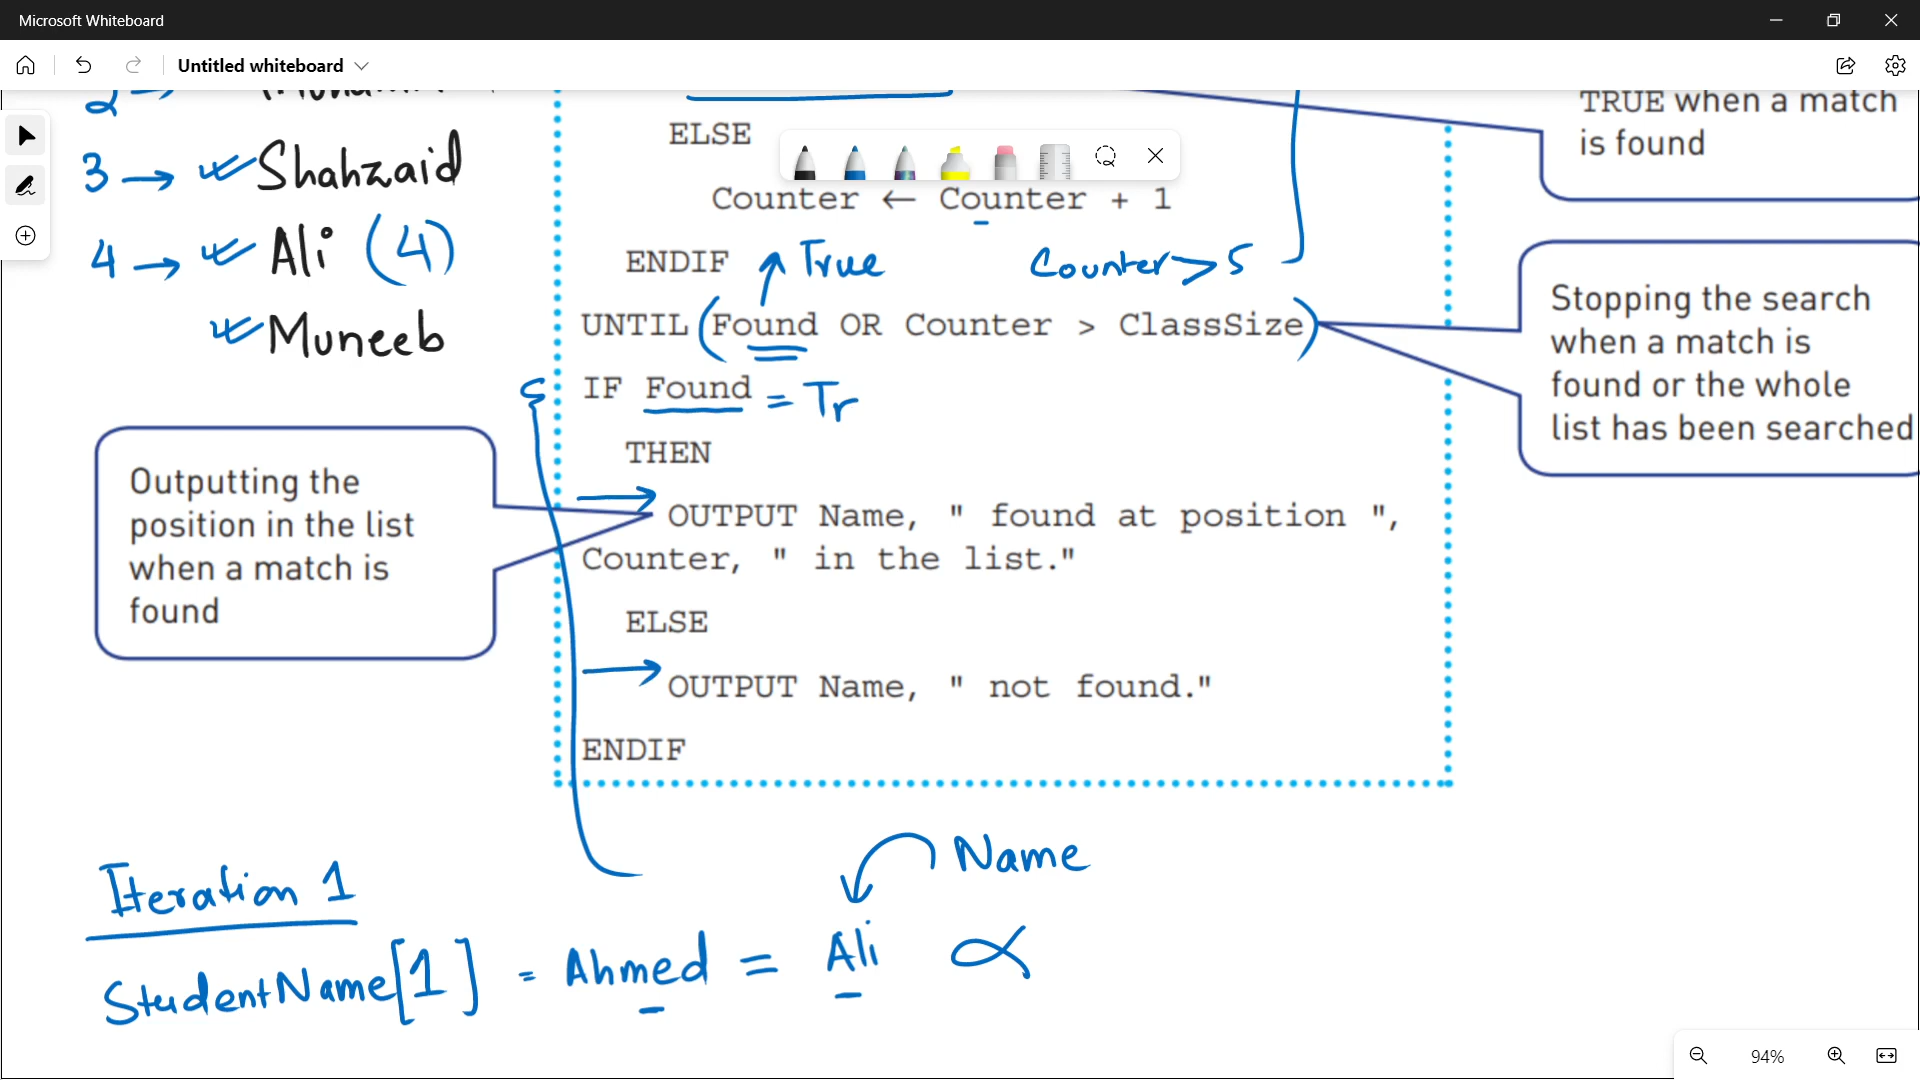 Microsoft Whiteboard
Untitled whiteboard
2 →
3 → Shahzaid
4 → Ali (4)
Muneeb
TRUE when a match
is found
ELSE
Counter ← Counter + 1
ENDIF
True
Counter > 5
UNTIL (Found OR Counter > ClassSize)
Stopping the search
when a match is
found or the whole
list has been searched
IF Found = Tr
THEN
Outputting the
position in the list
when a match is
found
OUTPUT Name, " found at position ",
Counter, " in the list."
ELSE
OUTPUT Name, " not found."
ENDIF
Name
Iteration 1
StudentName[1] = Ahmed = Ali
94%